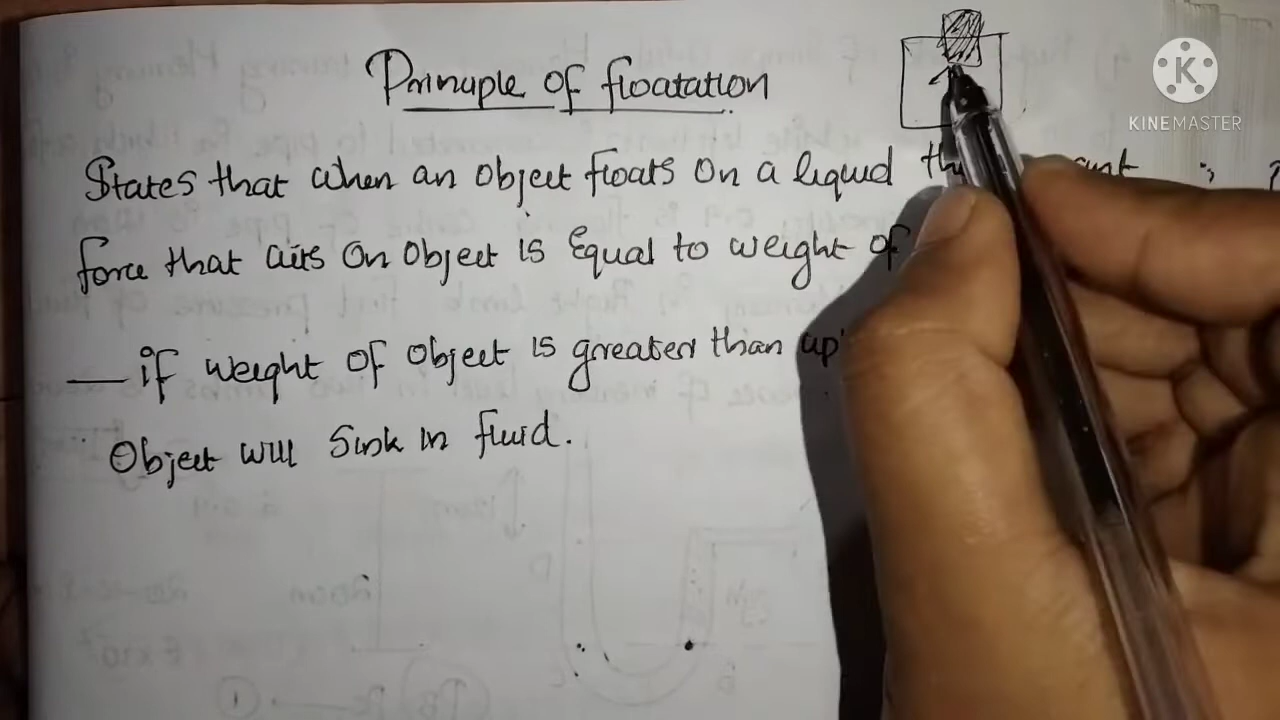 Principle of floatation
KINEMASTER
States that when an object floats on a liquid
force that acts on object is Equal to weight of
— if weight of object is greater than
object will sink in fluid.